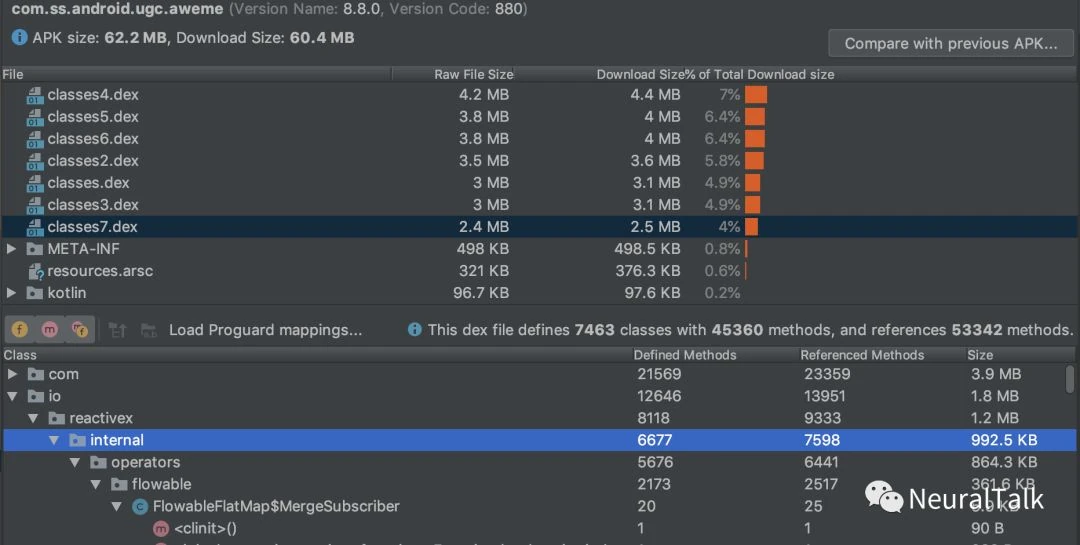 com.ss.android.ugc.aweme (Version Name: 8.8.0, Version Code: 880)
APK size: 62.2 MB, Download Size: 60.4 MB
Compare with previous APK...
File Raw File Size Download Size % of Total Download size
classes4.dex 4.2 MB 4.4 MB 7%
classes5.dex 3.8 MB 4 MB 6.4%
classes6.dex 3.8 MB 4 MB 6.4%
classes2.dex 3.5 MB 3.6 MB 5.8%
classes.dex 3 MB 3.1 MB 4.9%
classes3.dex 3 MB 3.1 MB 4.9%
classes7.dex 2.4 MB 2.5 MB 4%
META-INF 498 KB 498.5 KB 0.8%
resources.arsc 321 KB 376.3 KB 0.6%
kotlin 96.7 KB 97.6 KB 0.2%
Load Proguard mappings... This dex file defines 7463 classes with 45360 methods, and references 53342 methods.
Class Defined Methods Referenced Methods Size
com 21569 23359 3.9 MB
io 12646 13951 1.8 MB
reactivex 8118 9333 1.2 MB
internal 6677 7598 992.5 KB
operators 5676 6441 864.3 KB
flowable 2173 2517 361.6 KB
FlowableFlatMap$MergeSubscriber 20 25 KB
<clinit>() 1 1 90 B
NeuralTalk